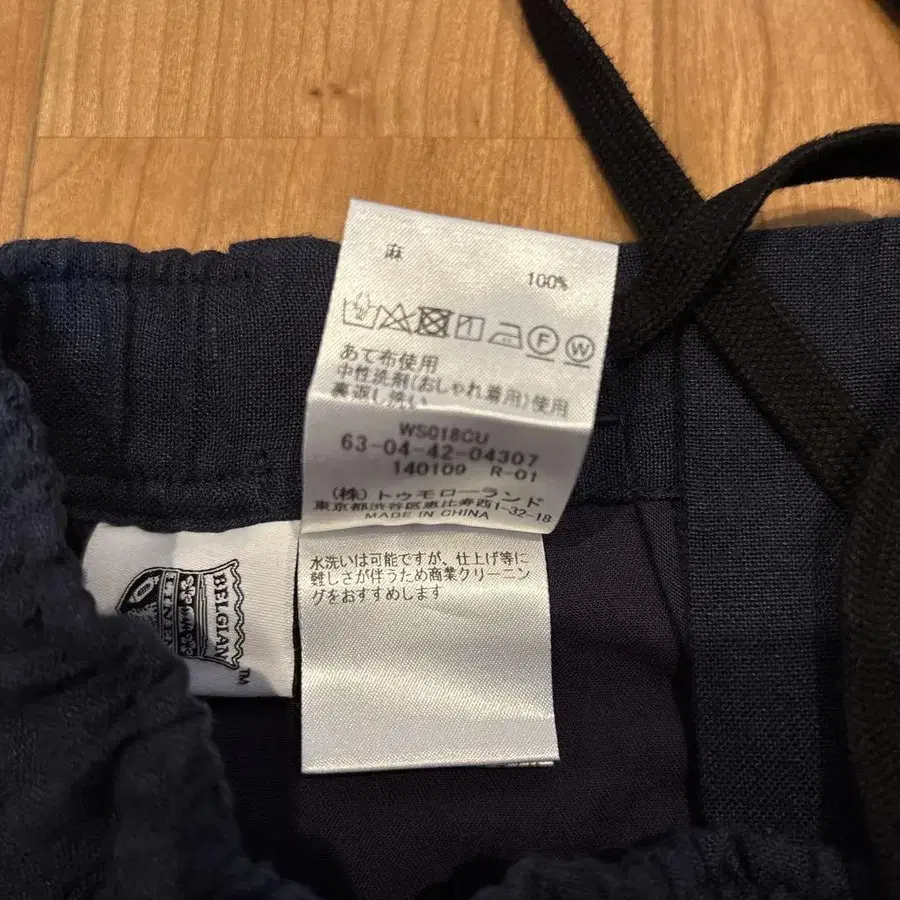 麻
100%
F W
あて布使用
中性洗剤(おしゃれ着用)使用
裏返し洗い
WS018CU
63-04-42-04307
140109 R-01
(株)トゥモローランド
東京都渋谷区恵比寿西1-32-18
MADE IN CHINA
水洗いは可能ですが、仕上げ等に
難しさが伴うため商業クリーニン
グをおすすめします
BELGIAN
LINEN
TM